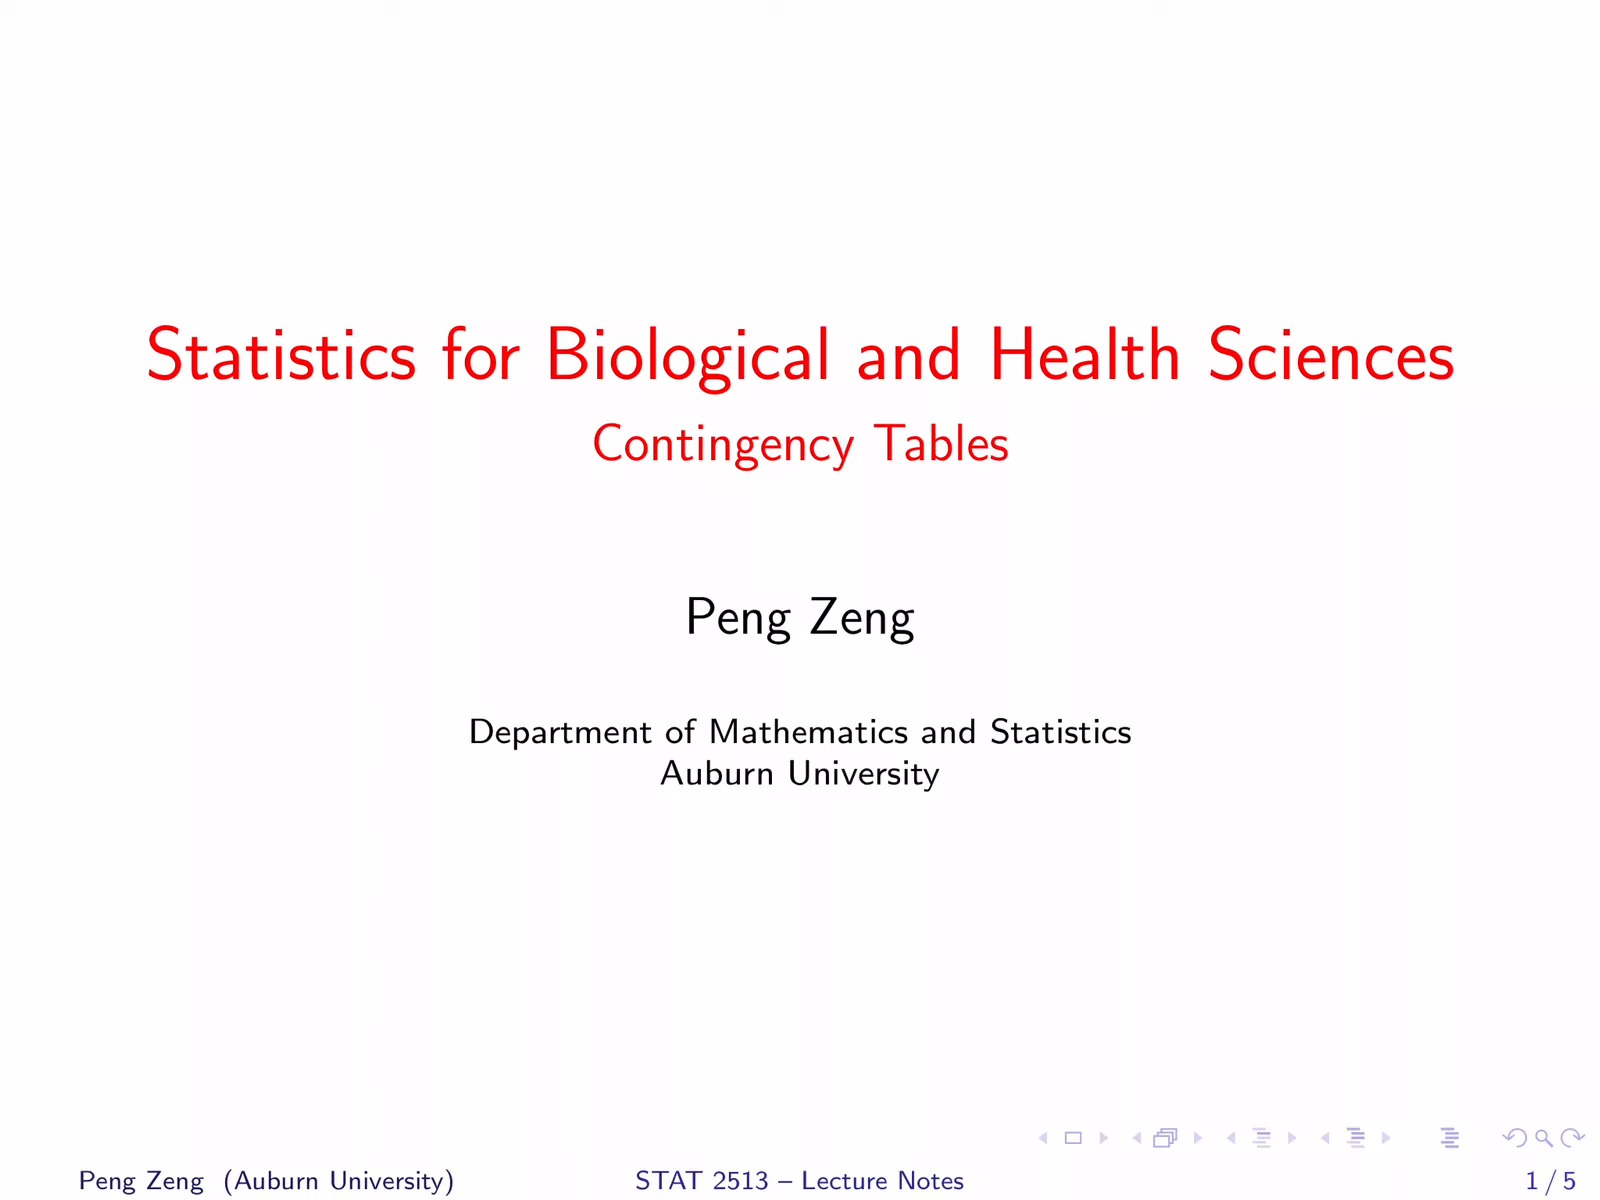 Statistics for Biological and Health Sciences
Contingency Tables
Peng Zeng
Department of Mathematics and Statistics
Auburn University
Peng Zeng (Auburn University)
STAT 2513 – Lecture Notes
1 / 5